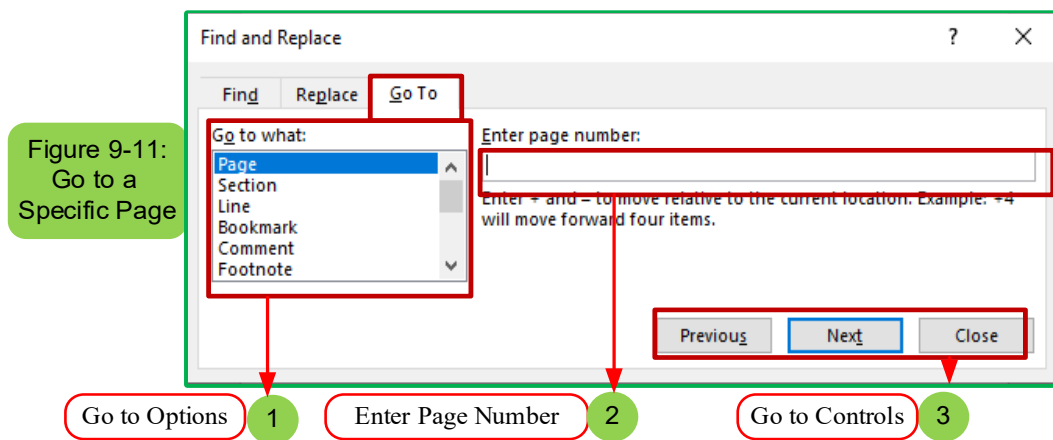 Find and Replace
?
Find
Replace
Go To
Go to what:
Page
Section
Line
Bookmark
Comment
Footnote
Enter page number:
Enter + and – to move relative to the current location. Example: +4
will move forward four items.
Previous
Next
Close
Figure 9-11:
Go to a
Specific Page
Go to Options 1
Enter Page Number 2
Go to Controls 3